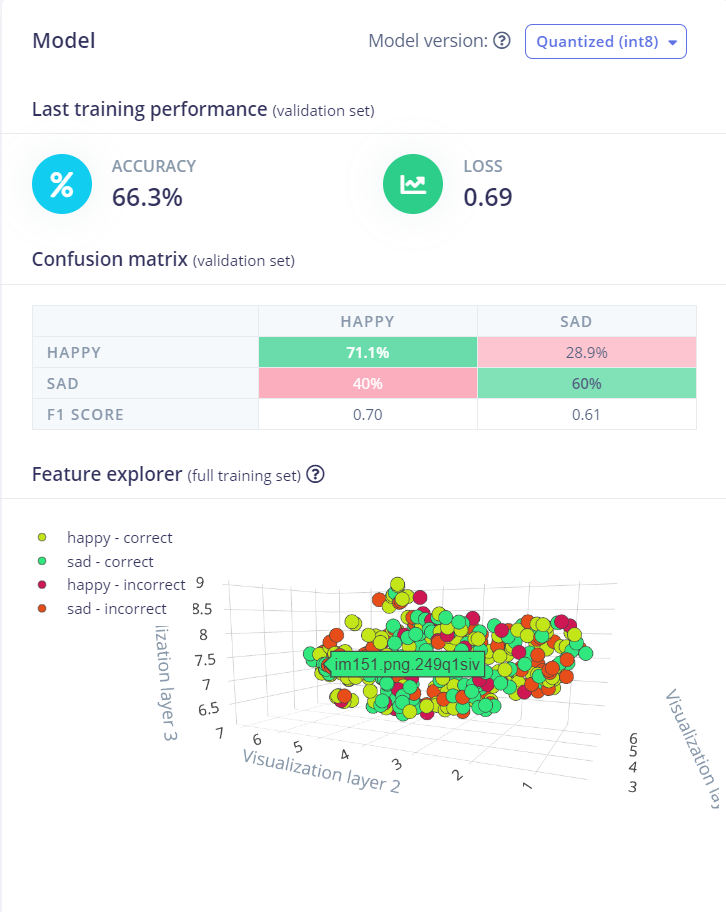 Model
Model version: Quantized (int8)
Last training performance (validation set)
% ACCURACY
66.3%
LOSS
0.69
Confusion matrix (validation set)
HAPPY SAD
HAPPY 71.1% 28.9%
SAD 40% 60%
F1 SCORE 0.70 0.61
Feature explorer (full training set)
happy - correct
sad - correct
happy - incorrect
sad - incorrect
9
8.5
8
7.5
7
6.5
im151.png.249q1siv
lization layer 3
7 6 5 4 3 2 1
Visualization layer 2
6
5
4
3
Visualization